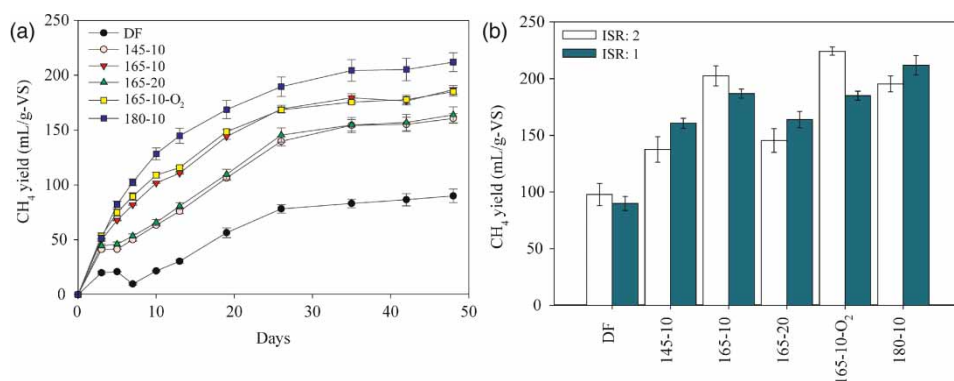 (a)
DF
145-10
165-10
165-20
165-10-O₂
180-10
CH₄ yield (mL/g-VS)
250
200
150
100
50
0
0 10 20 30 40 50
Days
(b)
ISR: 2
ISR: 1
CH₄ yield (mL/g-VS)
250
200
150
100
50
0
DF
145-10
165-10
165-20
165-10-O₂
180-10